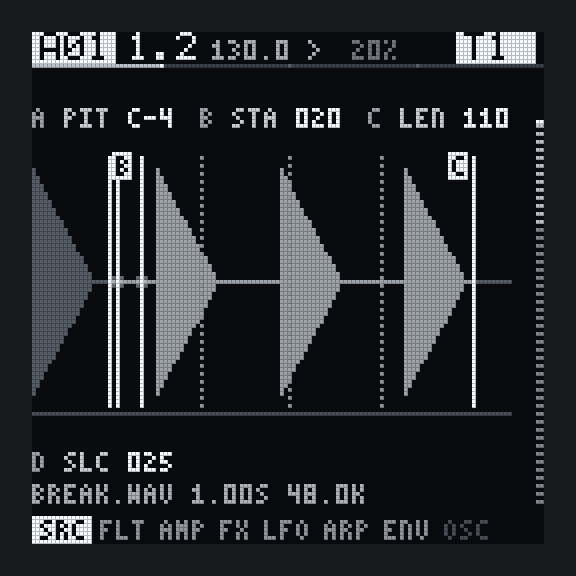 A01 1.2 130.0 > 20% T1
A PIT C-4 B STA 020 C LEN 110
B C
D SLC 025
BREAK.WAV 1.00S 48.0K
SRC FLT AMP FX LFO ARP ENV OSC